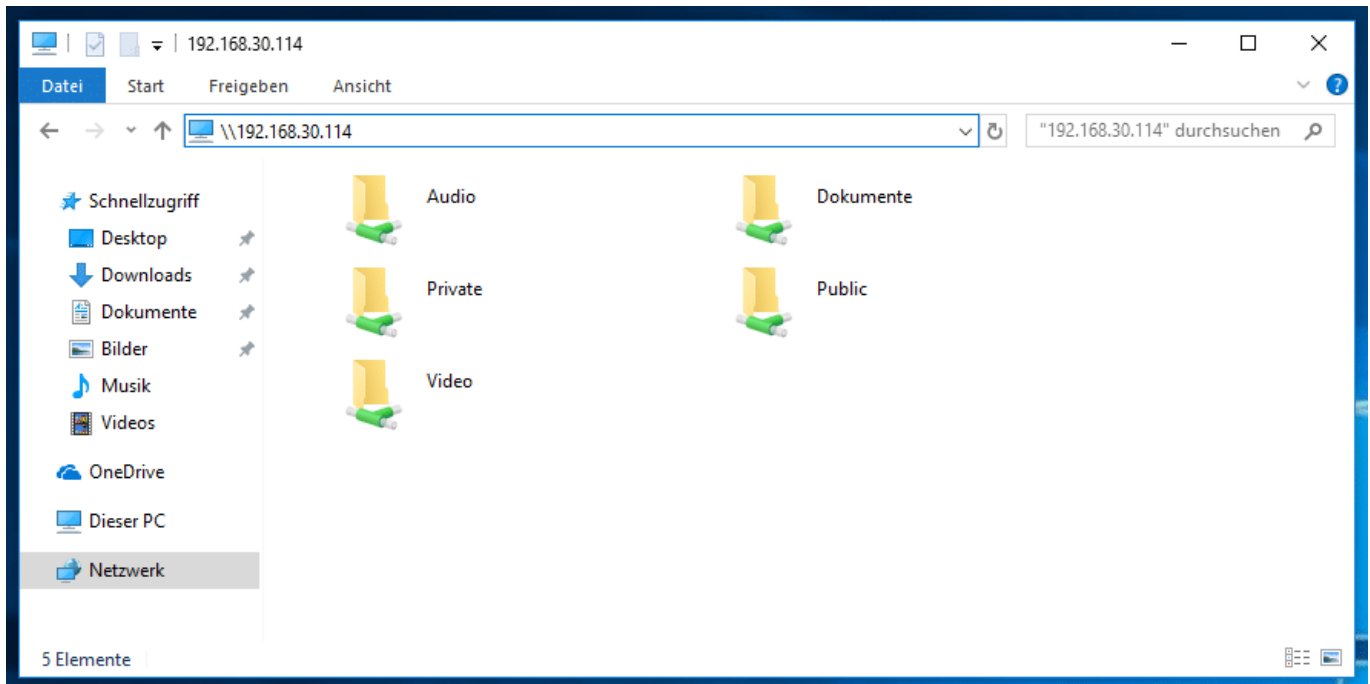 192.168.30.114
Datei Start Freigeben Ansicht
\\192.168.30.114 "192.168.30.114" durchsuchen
Schnellzugriff
Desktop
Downloads
Dokumente
Bilder
Musik
Videos
OneDrive
Dieser PC
Netzwerk
Audio Dokumente
Private Public
Video
5 Elemente